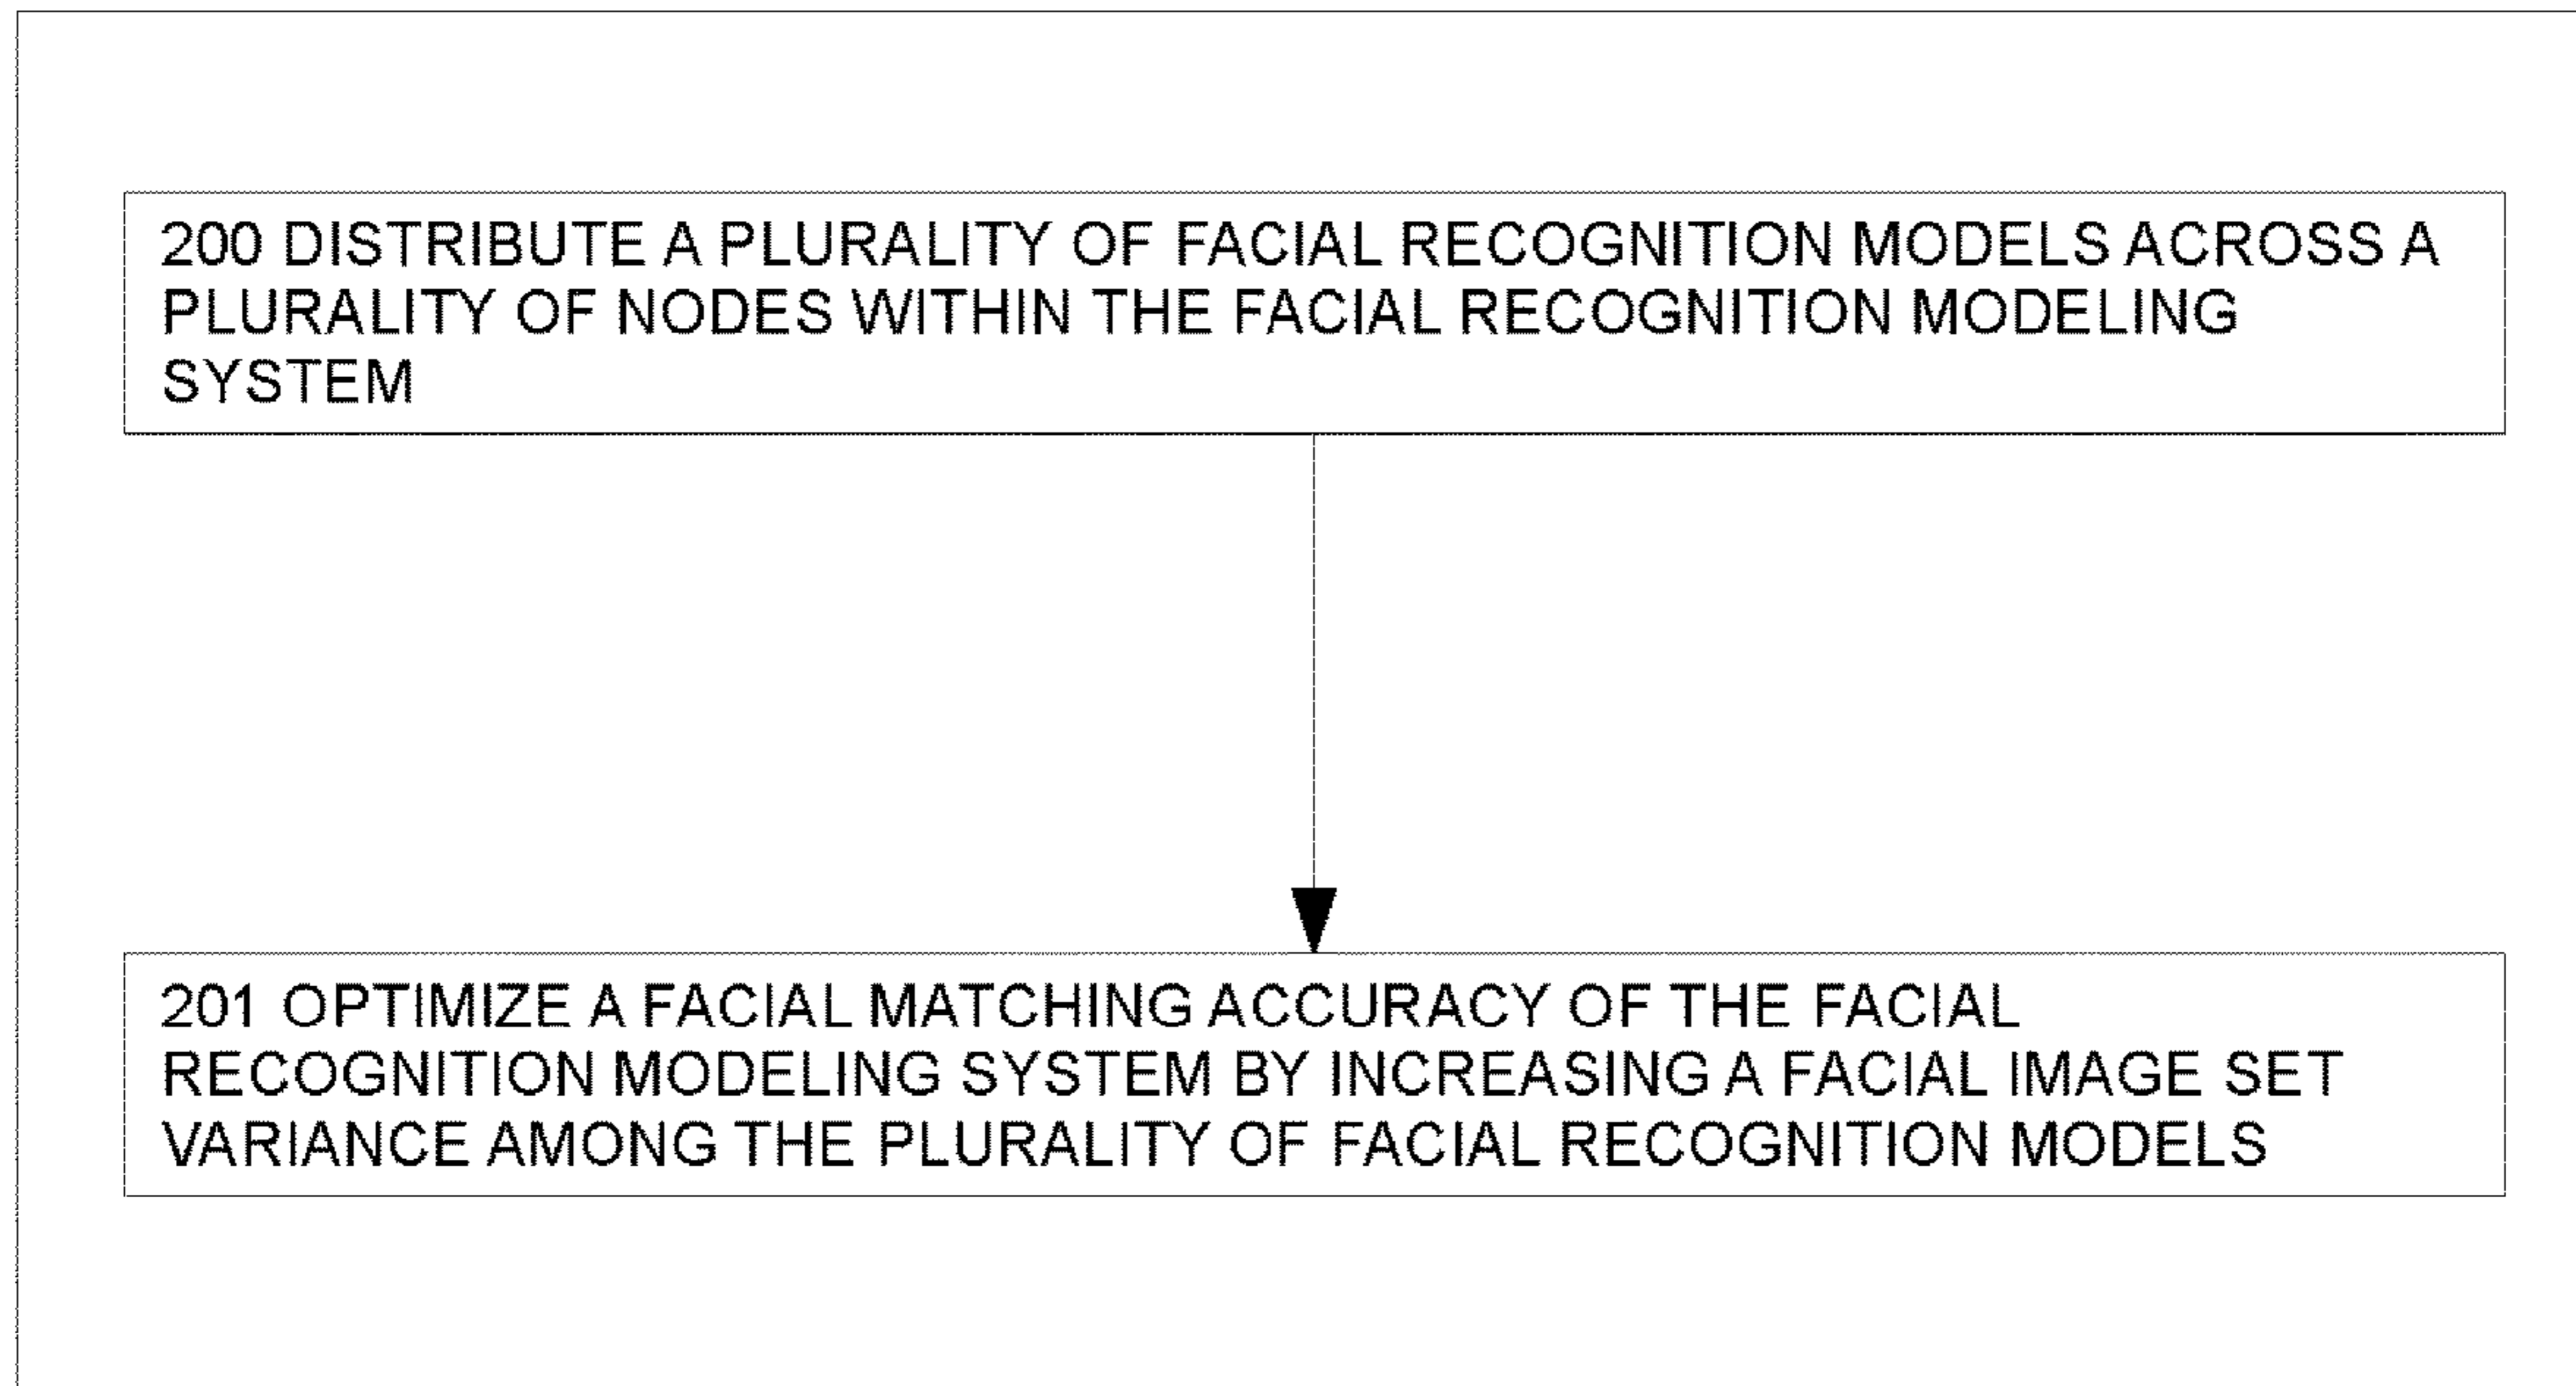 200 DISTRIBUTE A PLURALITY OF FACIAL RECOGNITION MODELS ACROSS A
PLURALITY OF NODES WITHIN THE FACIAL RECOGNITION MODELING
SYSTEM
201 OPTIMIZE A FACIAL MATCHING ACCURACY OF THE FACIAL
RECOGNITION MODELING SYSTEM BY INCREASING A FACIAL IMAGE SET
VARIANCE AMONG THE PLURALITY OF FACIAL RECOGNITION MODELS